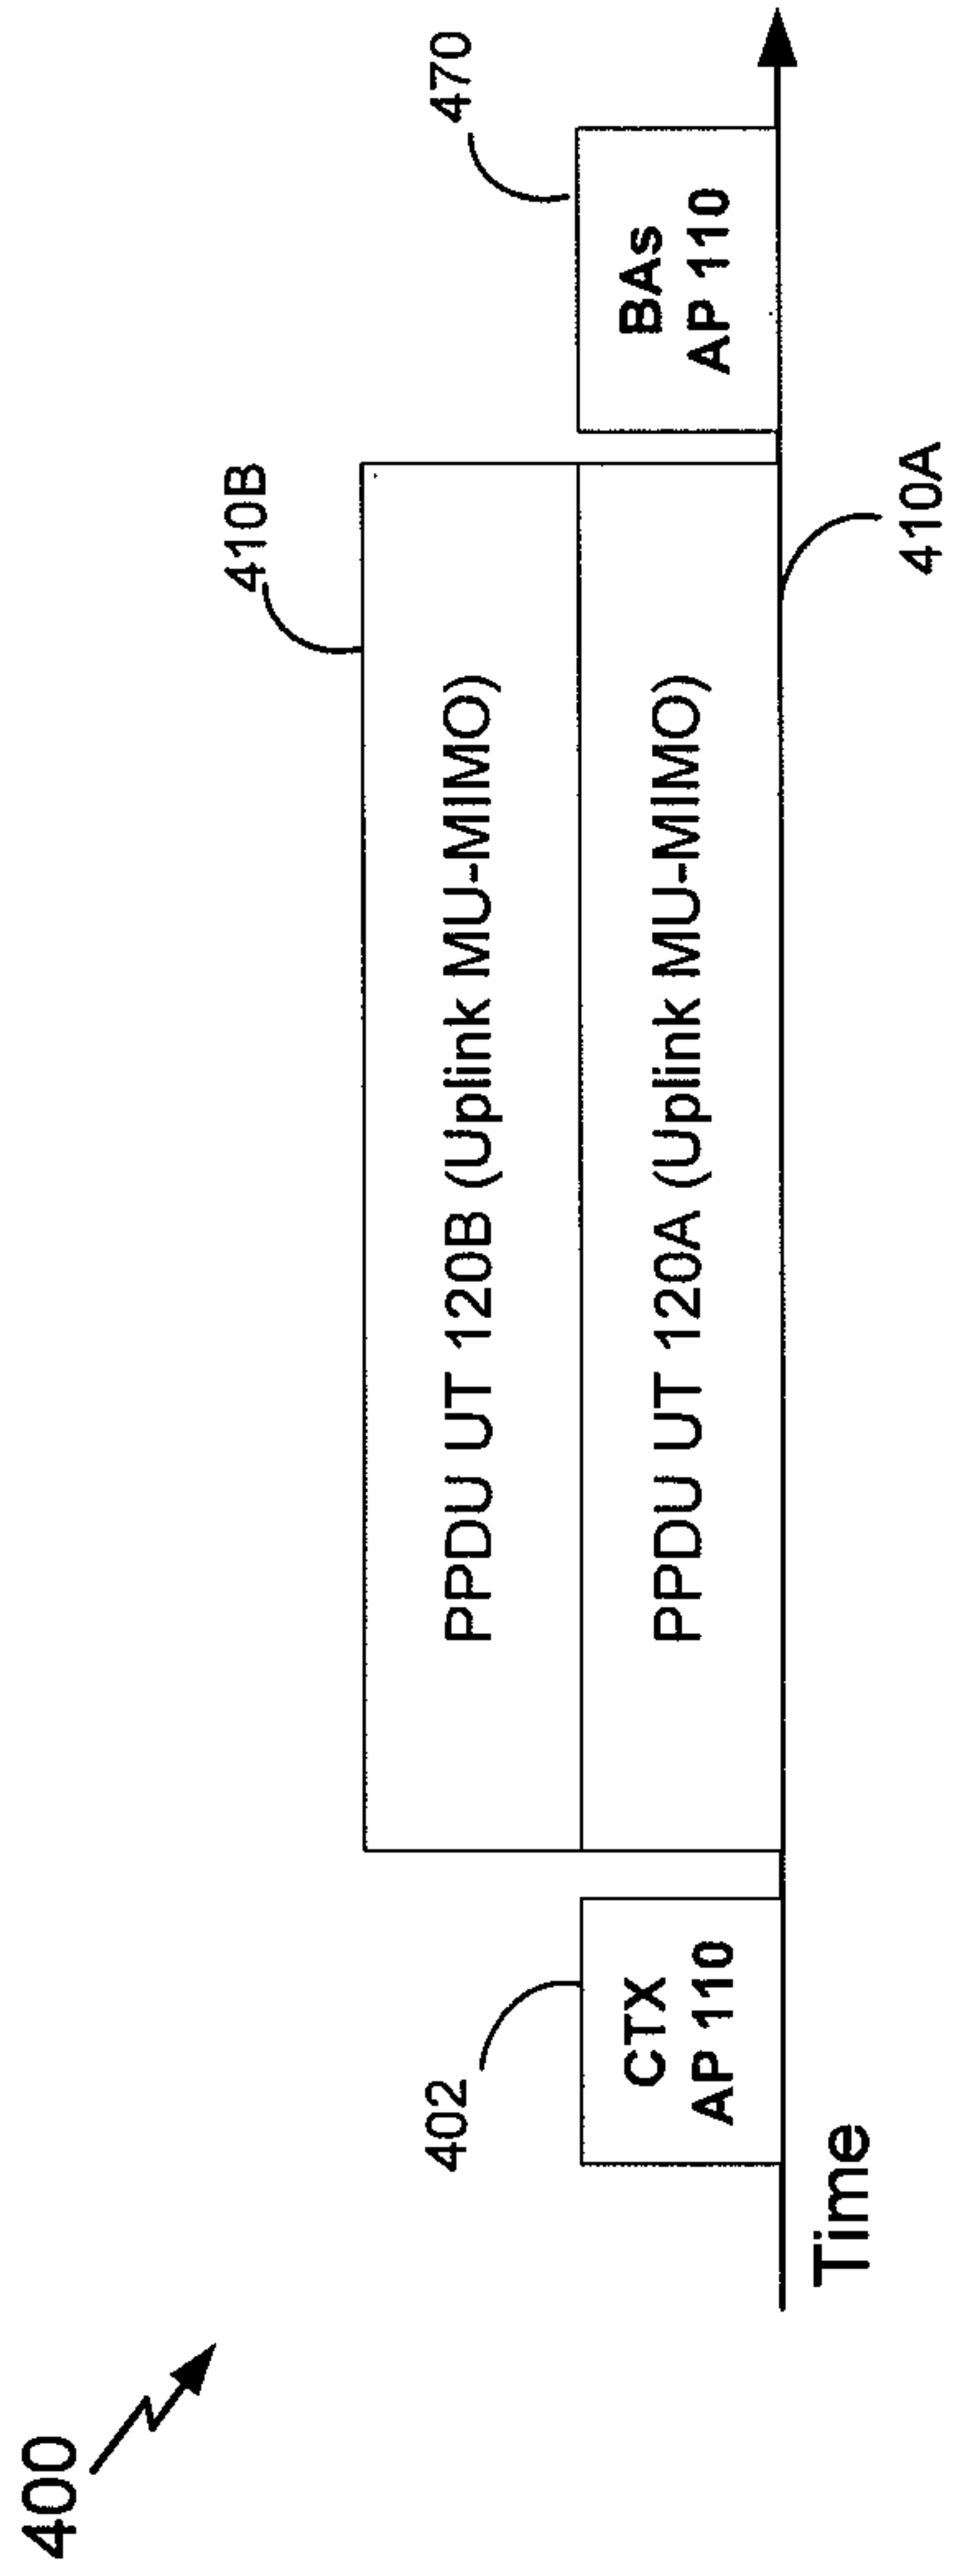 400
402
CTX
AP 110
410B
PPDU UT 120B (Uplink MU-MIMO)
PPDU UT 120A (Uplink MU-MIMO)
410A
470
BAs
AP 110
Time